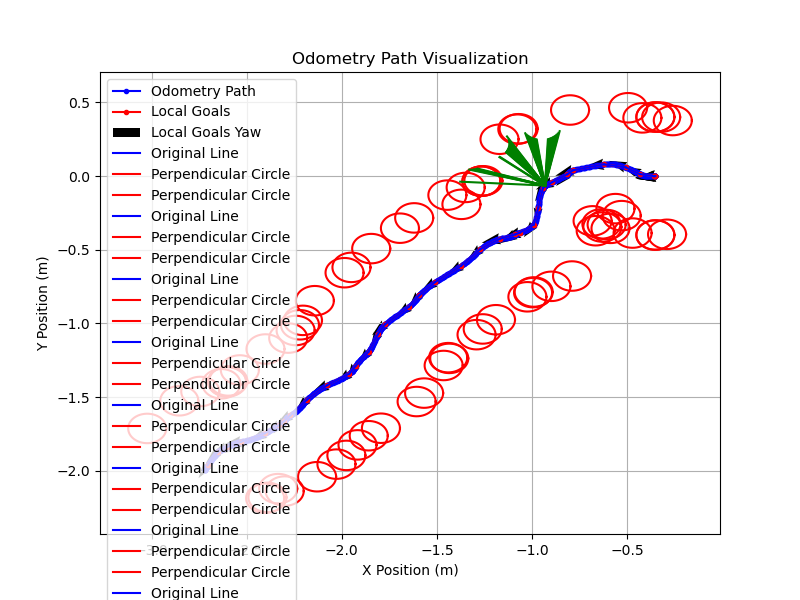 Odometry Path Visualization
Odometry Path
Local Goals
Local Goals Yaw
Original Line
Perpendicular Circle
Perpendicular Circle
Original Line
Perpendicular Circle
Perpendicular Circle
Original Line
Perpendicular Circle
Perpendicular Circle
Original Line
Perpendicular Circle
Perpendicular Circle
Original Line
Perpendicular Circle
Perpendicular Circle
Original Line
Perpendicular Circle
Perpendicular Circle
Original Line
Perpendicular Circle
Perpendicular Circle
Original Line
0.5
0.0
−0.5
−1.0
−1.5
−2.0
Y Position (m)
−2.0 −1.5 −1.0 −0.5
X Position (m)